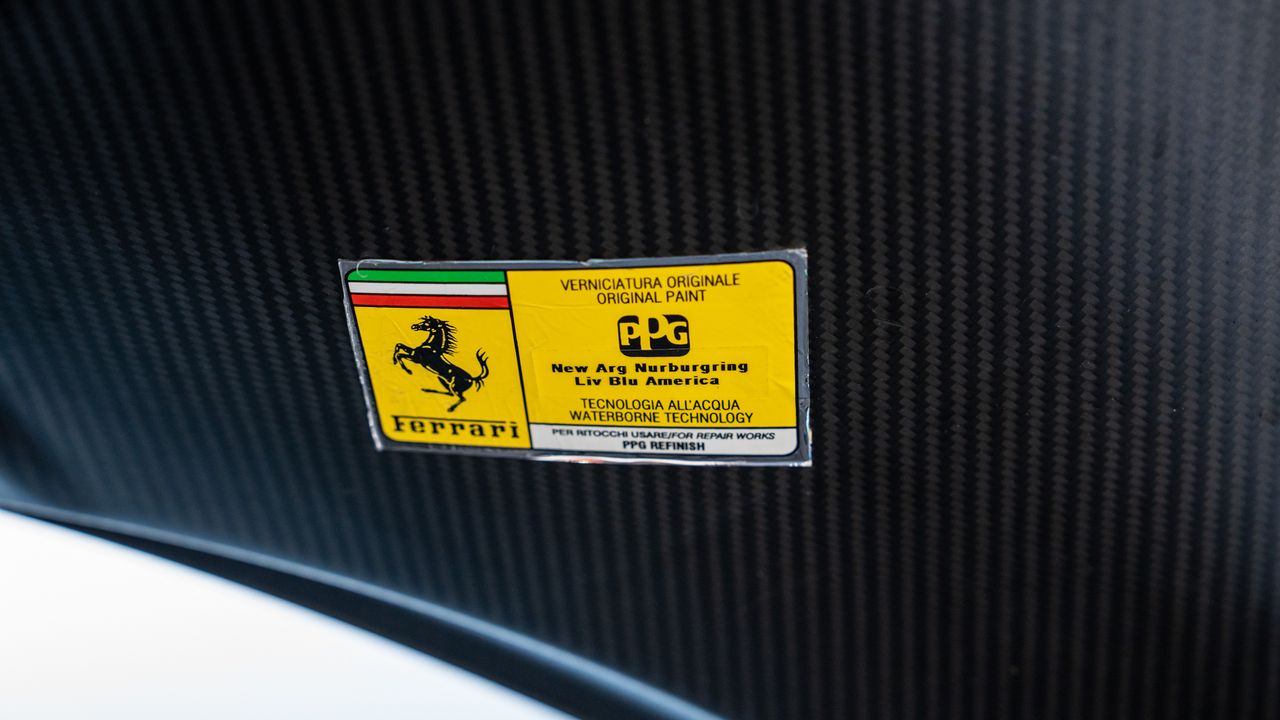 Ferrari
VERNICIATURA ORIGINALE
ORIGINAL PAINT
PPG
New Arg Nurburgring
Liv Blu America
TECNOLOGIA ALL'ACQUA
WATERBORNE TECHNOLOGY
PER RITOCCHI USARE/FOR REPAIR WORKS
PPG REFINISH